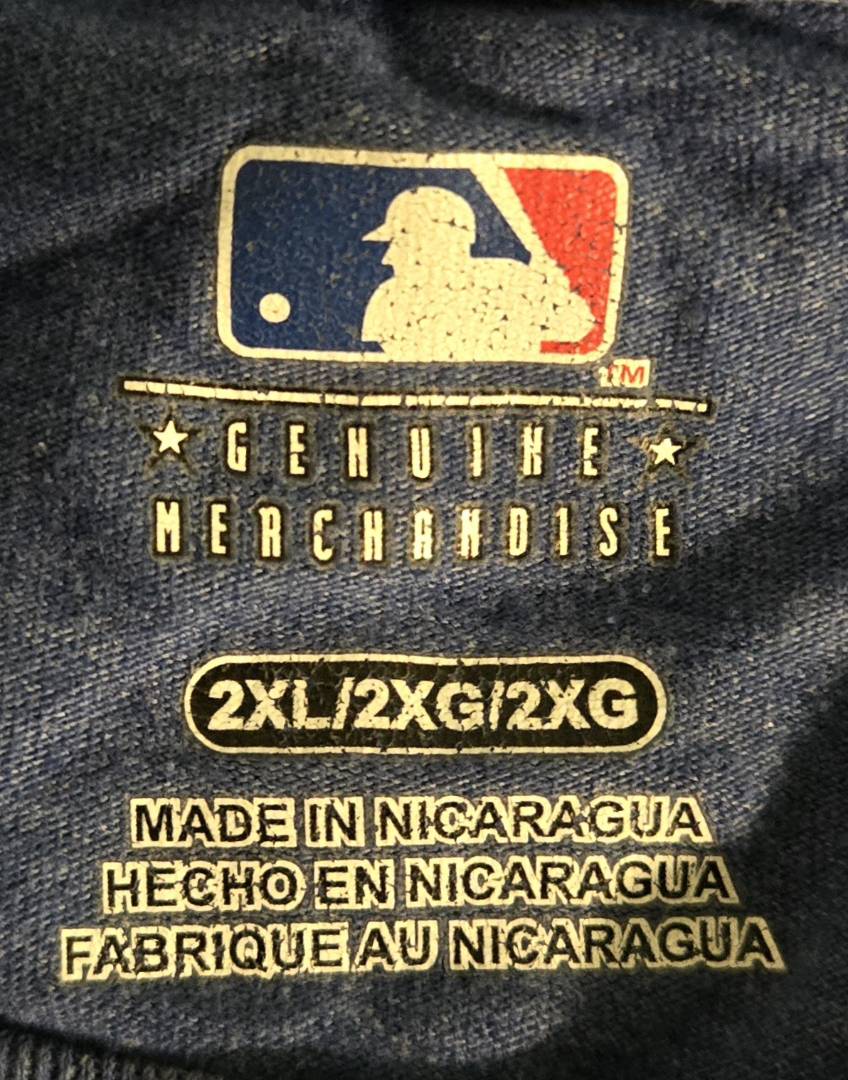 TM
GENUINE
MERCHANDISE
2XL/2XG/2XG
MADE IN NICARAGUA
HECHO EN NICARAGUA
FABRIQUE AU NICARAGUA